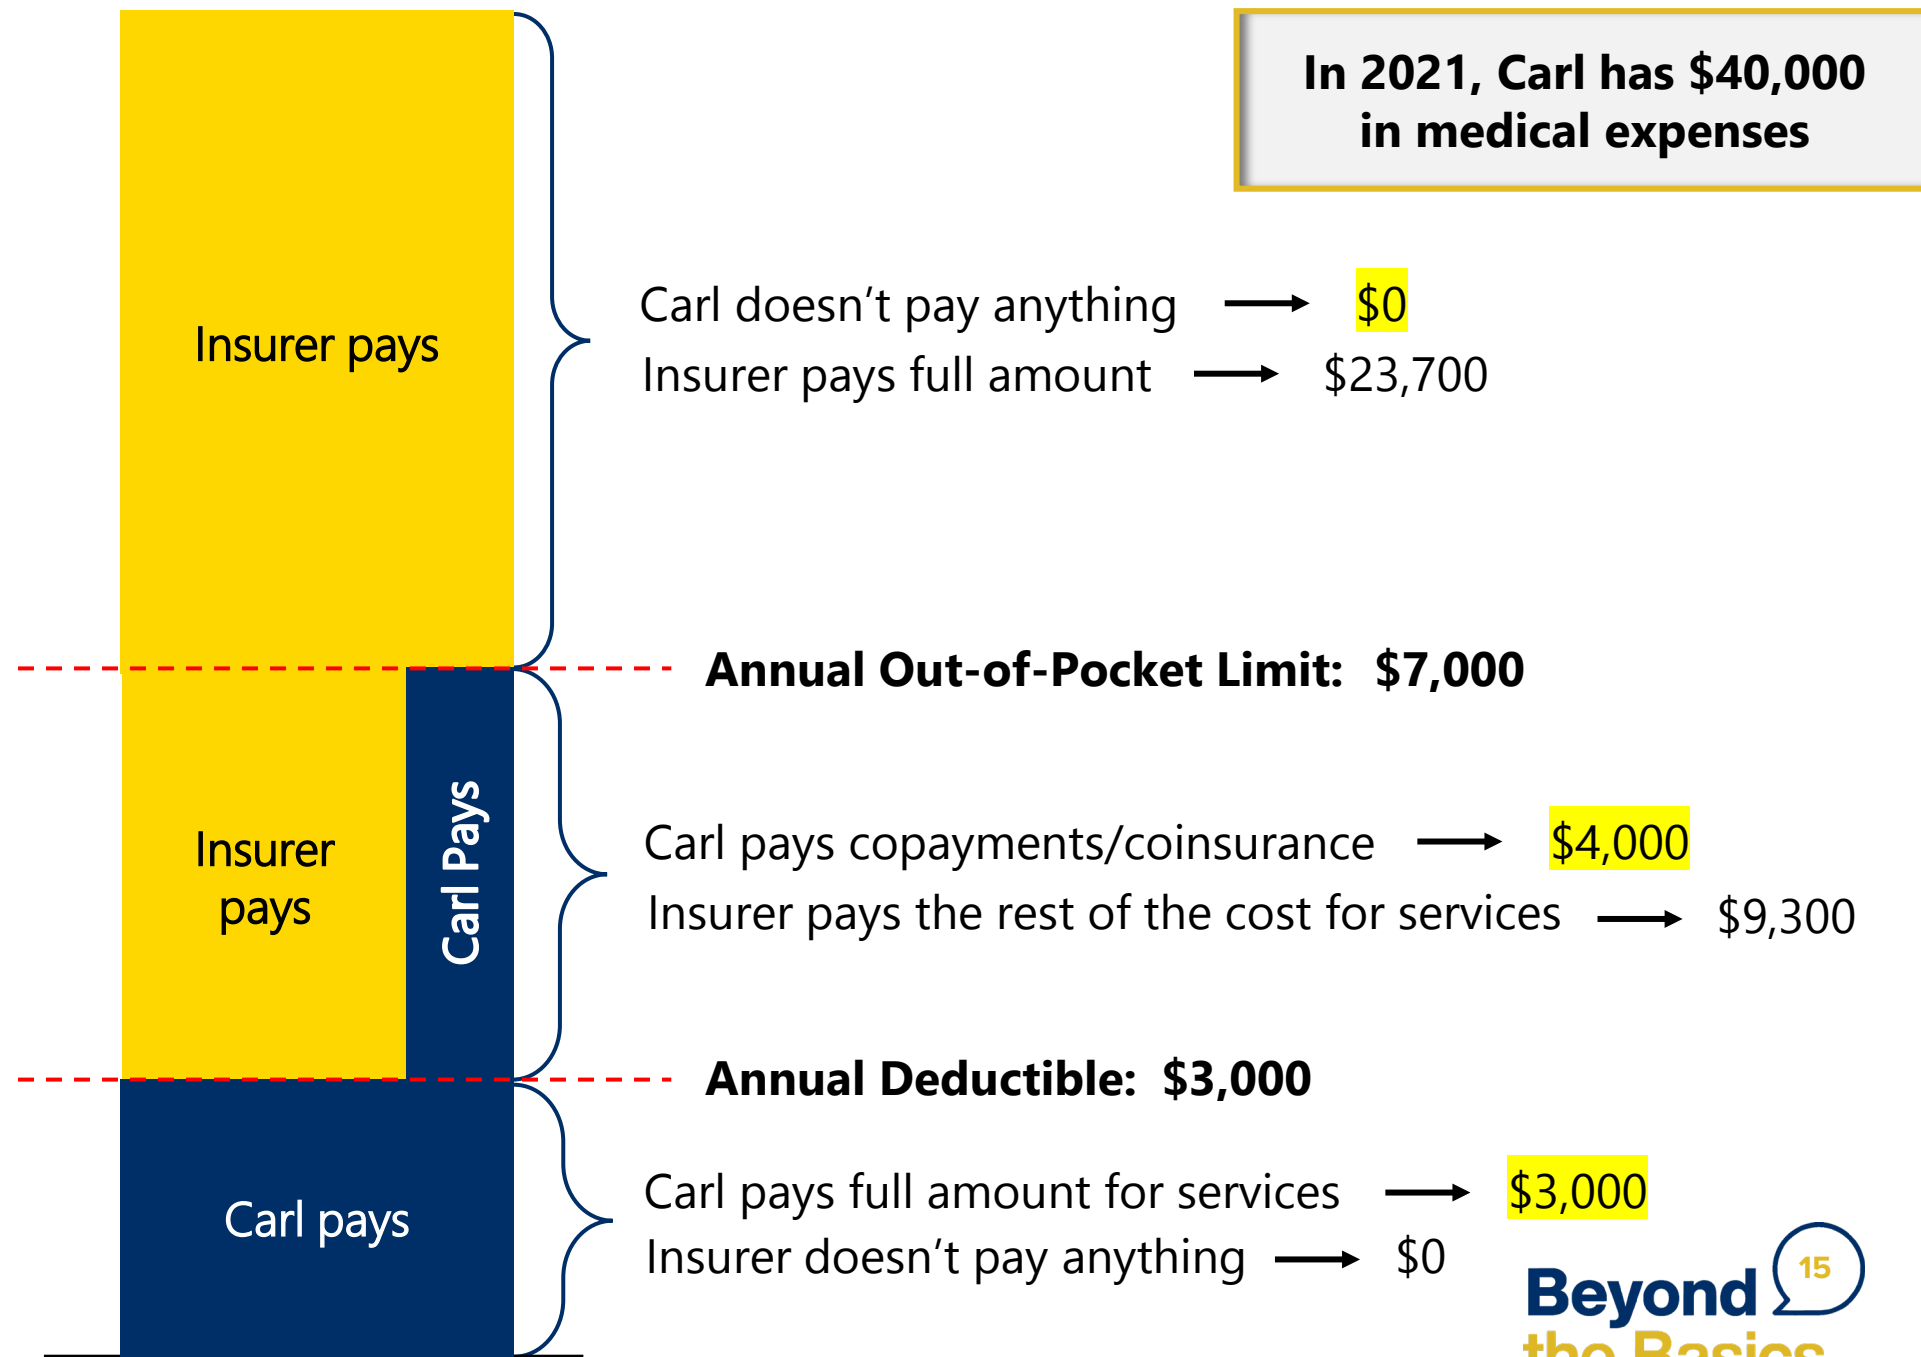 In 2021, Carl has $40,000
in medical expenses
Insurer pays
Carl doesn’t pay anything $0
Insurer pays full amount $23,700
Annual Out-of-Pocket Limit: $7,000
Insurer
pays
Carl Pays
Carl pays copayments/coinsurance $4,000
Insurer pays the rest of the cost for services $9,300
Annual Deductible: $3,000
Carl pays
Carl pays full amount for services $3,000
Insurer doesn’t pay anything $0
15
Beyond
the Basics